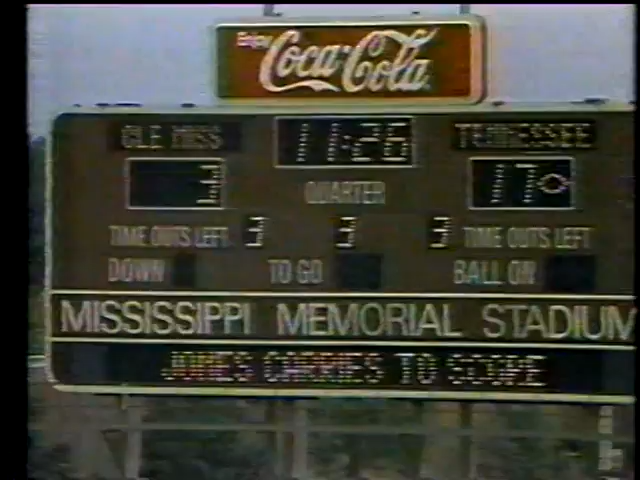 Enjoy
Coca-Cola
OLE MISS 11:26 TENNESSEE
3 QUARTER 17
TIME OUTS LEFT 3 3 3 TIME OUTS LEFT
DOWN TO GO BALL ON
MISSISSIPPI MEMORIAL STADIUM
JONES CARRIES TO SCORE